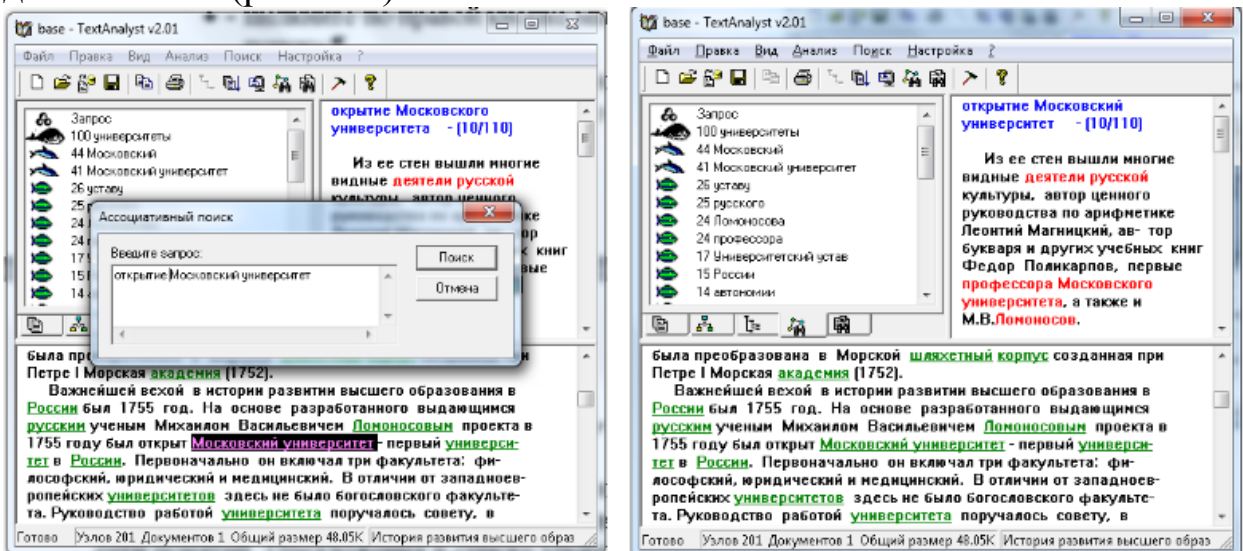 base - TextAnalyst v2.01
Файл Правка Вид Анализ Поиск Настройка ?
Запрос
100 университеты
44 Московский
41 Московский университет
26 уставу
25
24
24
17
15
14
окрытие Московского
университета - (10/110)
Из ее стен вышли многие
видные деятели русской
Ассоциативный поиск
Введите запрос:
открытие Московский университет
Поиск
Отмена
книг
была
Петре I Морская академия (1752).
Важнейшей вехой в истории развитии высшего образования в
России был 1755 год. На основе разработанного выдающимся
русским ученым Михаилом Васильевичем Ломоносовым проекта в
1755 году был открыт Московский университет - первый универси-
тет в России. Первоначально он включал три факультета: фи-
лософский, юридический и медицинский. В отличии от западноев-
ропейских университетов здесь не было богословского факульте-
та. Руководство работой университета поручалось совету, в
Готово Узлов 201 Документов 1 Общий размер 48.05K История развития высшего образ
base - TextAnalyst v2.01
Файл Правка Вид Анализ Поиск Настройка ?
Запрос
100 университеты
44 Московский
41 Московский университет
26 уставу
25 русского
24 Ломоносова
24 профессора
17 Университетский устав
15 России
14 автономии
открытие Московский
университет - (10/110)
Из ее стен вышли многие
видные деятели русской
культуры, автор ценного
руководства по арифметике
Леонтий Магницкий, ав- тор
букваря и других учебных книг
Федор Поликарпов, первые
профессора Московского
университета, а также и
М.В.Ломоносов.
была преобразована в Морской шляхетный корпус созданная при
Петре I Морская академия (1752).
Важнейшей вехой в истории развитии высшего образования в
России был 1755 год. На основе разработанного выдающимся
русским ученым Михаилом Васильевичем Ломоносовым проекта в
1755 году был открыт Московский университет - первый универси-
тет в России. Первоначально он включал три факультета: фи-
лософский, юридический и медицинский. В отличии от западноев-
ропейских университетов здесь не было богословского факульте-
та. Руководство работой университета поручалось совету, в
Готово Узлов 201 Документов 1 Общий размер 48.05K История развития высшего образ